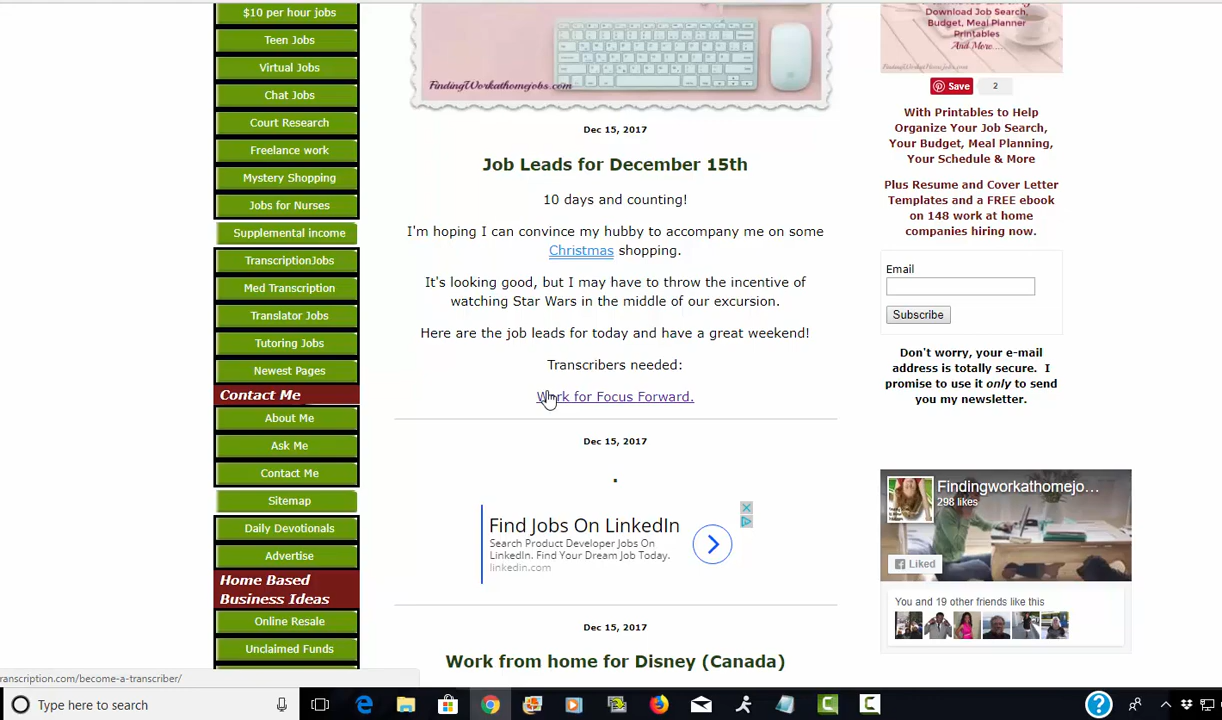 $10 per hour jobs
Teen Jobs
Virtual Jobs
Chat Jobs
Court Research
Freelance work
Mystery Shopping
Jobs for Nurses
Supplemental income
TranscriptionJobs
Med Transcription
Translator Jobs
Tutoring Jobs
Newest Pages
Contact Me
About Me
Ask Me
Contact Me
Sitemap
Daily Devotionals
Advertise
Home Based
Business Ideas
Online Resale
Unclaimed Funds
FindingWorkathomejobs.com
Dec 15, 2017
Job Leads for December 15th
10 days and counting!
I'm hoping I can convince my hubby to accompany me on some
Christmas shopping.
It's looking good, but I may have to throw the incentive of
watching Star Wars in the middle of our excursion.
Here are the job leads for today and have a great weekend!
Transcribers needed:
Work for Focus Forward.
Dec 15, 2017
.
Find Jobs On LinkedIn
Search Product Developer Jobs On
LinkedIn. Find Your Dream Job Today.
linkedin.com
Dec 15, 2017
Work from home for Disney (Canada)
Download Job Search,
Budget, Meal Planner
Printables
And More....
FindingWorkatHomeJobs.com
Save
2
With Printables to Help
Organize Your Job Search,
Your Budget, Meal Planning,
Your Schedule & More
Plus Resume and Cover Letter
Templates and a FREE ebook
on 148 work at home
companies hiring now.
Email
Subscribe
Don't worry, your e-mail
address is totally secure. I
promise to use it only to send
you my newsletter.
Findingworkathomejo...
298 likes
Liked
You and 19 other friends like this
ranscription.com/become-a-transcriber/
Type here to search